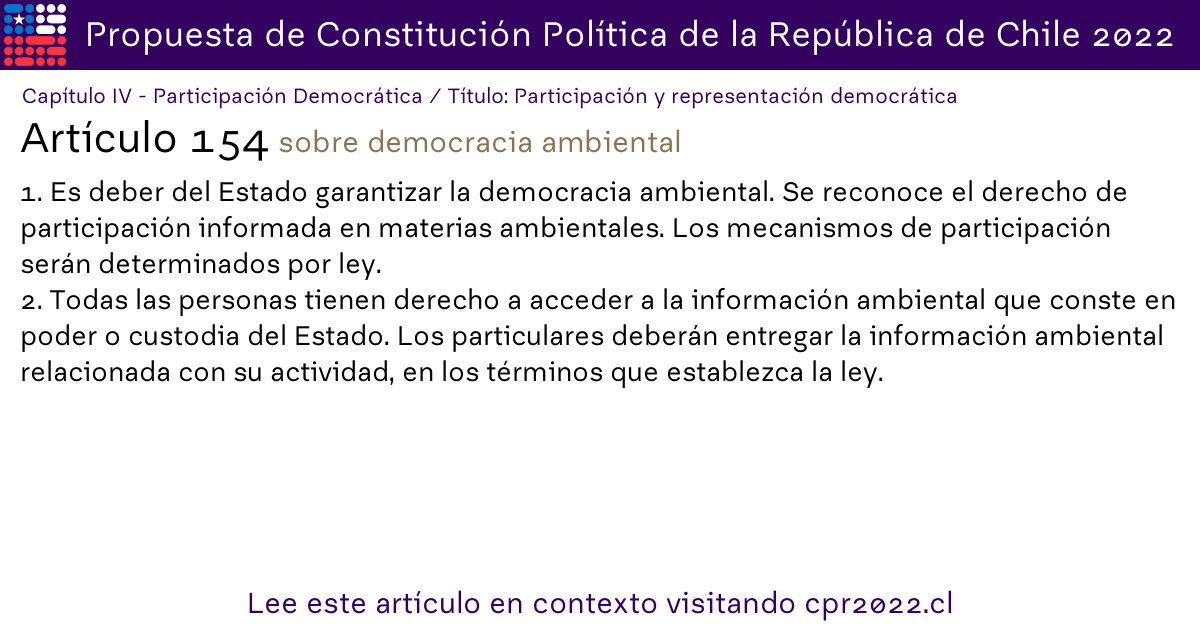 Propuesta de Constitución Política de la República de Chile 2022
Capítulo IV - Participación Democrática / Título: Participación y representación democrática
Artículo 154 sobre democracia ambiental
1. Es deber del Estado garantizar la democracia ambiental. Se reconoce el derecho de
participación informada en materias ambientales. Los mecanismos de participación
serán determinados por ley.
2. Todas las personas tienen derecho a acceder a la información ambiental que conste en
poder o custodia del Estado. Los particulares deberán entregar la información ambiental
relacionada con su actividad, en los términos que establezca la ley.
Lee este artículo en contexto visitando cpr2022.cl